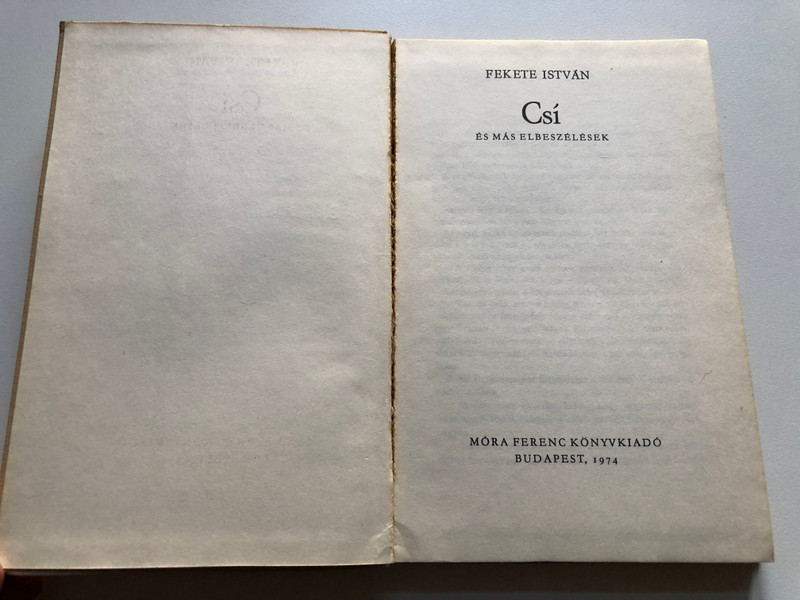 FEKETE ISTVÁN
Csí
ÉS MÁS ELBESZÉLÉSEK
MÓRA FERENC KÖNYVKIADÓ
BUDAPEST, 1974